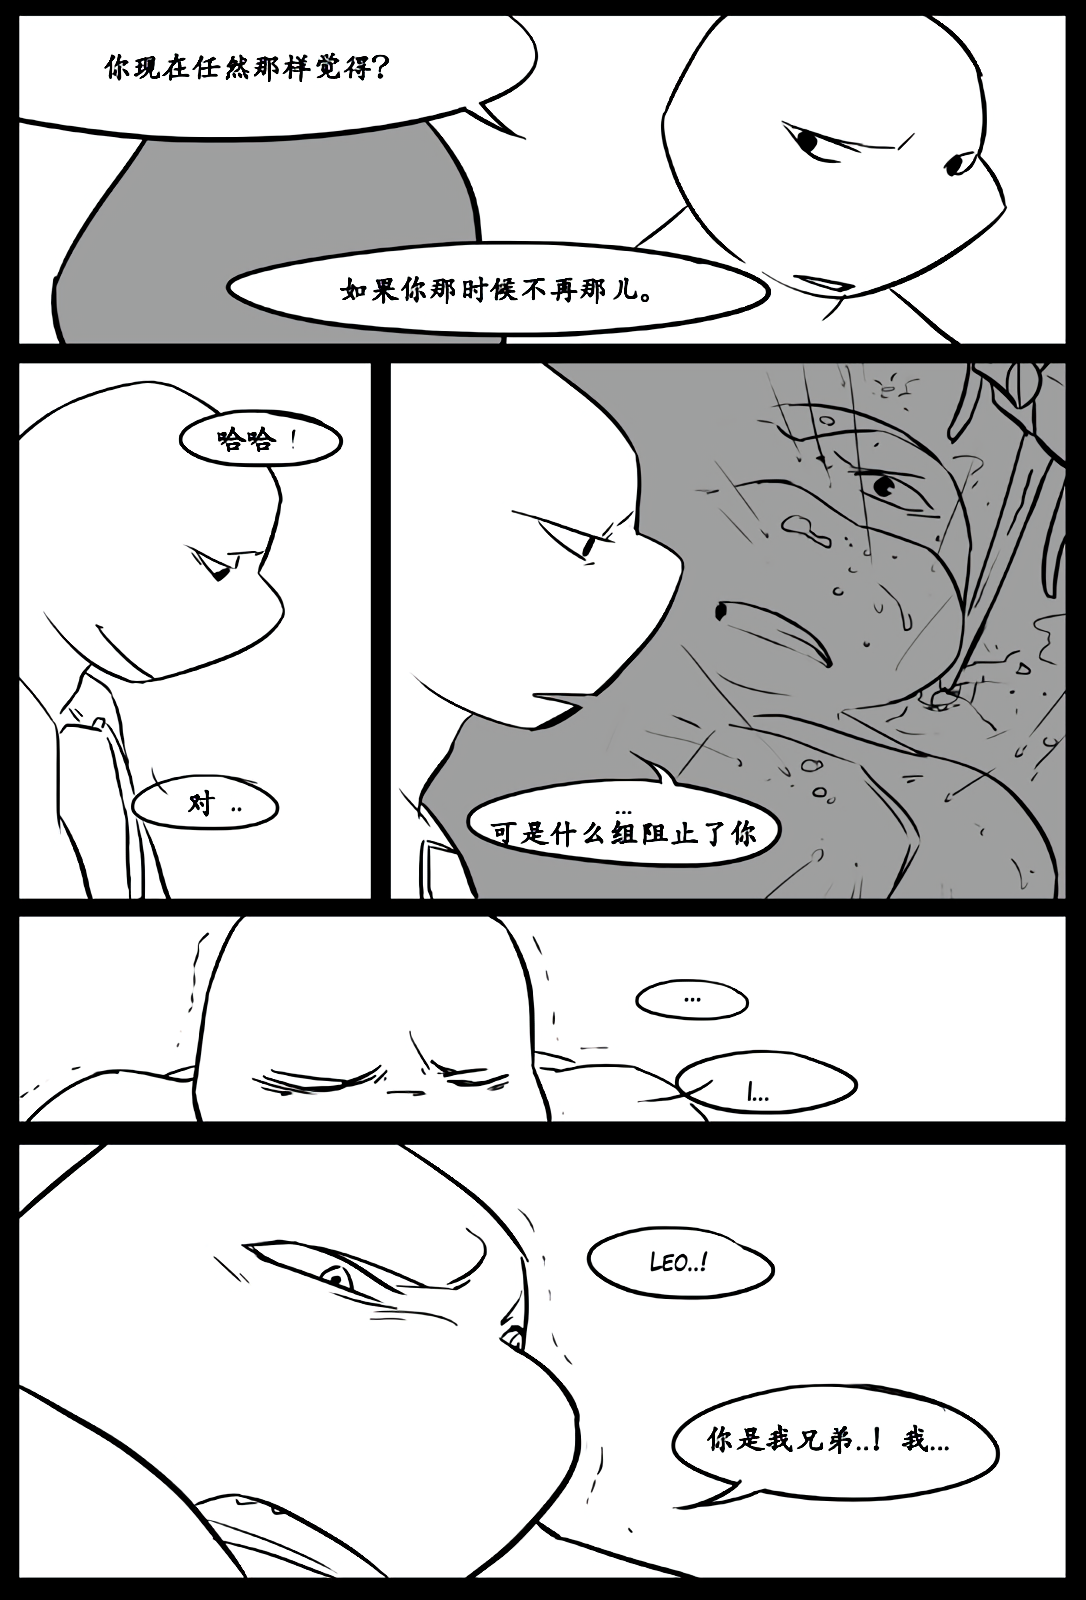 你现在任然那样觉得?
如果你那时候不再那儿。
哈哈 !
对 ..
...
可是什么组阻止了你
...
I...
LEO..!
你是我兄弟..! 我...